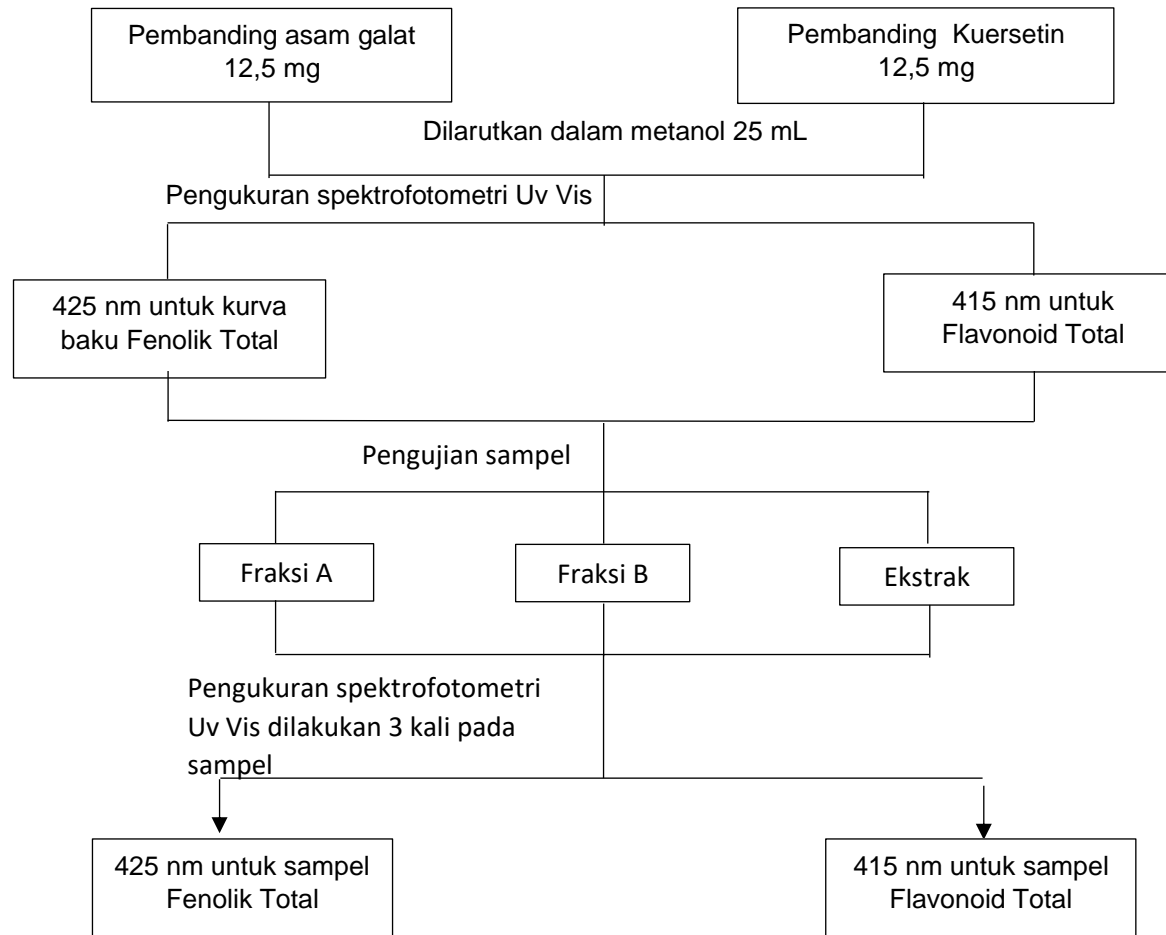 Pembanding asam galat
12,5 mg
Pembanding  Kuersetin
12,5 mg
Dilarutkan dalam metanol 25 mL
Pengukuran spektrofotometri Uv Vis
425 nm untuk kurva
baku Fenolik Total
415 nm untuk
Flavonoid Total
Pengujian sampel
Fraksi A
Fraksi B
Ekstrak
Pengukuran spektrofotometri
Uv Vis dilakukan 3 kali pada
sampel
425 nm untuk sampel
Fenolik Total
415 nm untuk sampel
Flavonoid Total